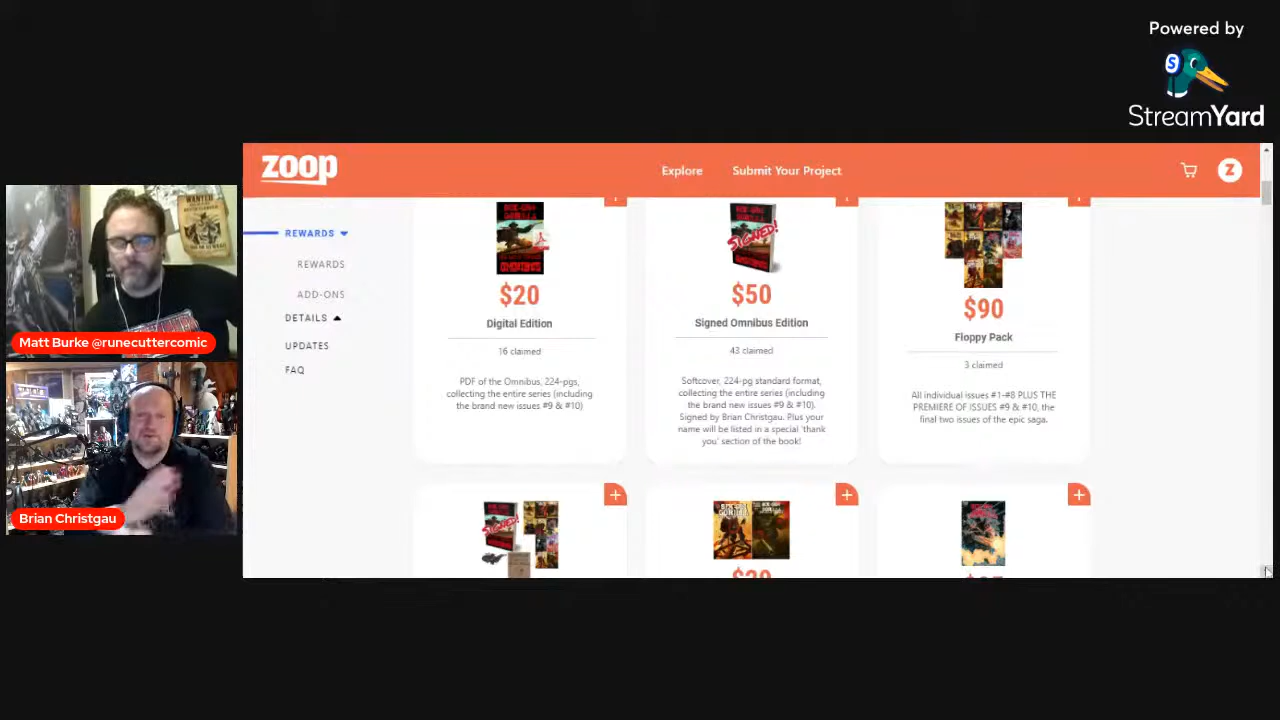 Powered by
StreamYard
zoop
Explore
Submit Your Project
Z
REWARDS
REWARDS
ADD-ONS
DETAILS
UPDATES
FAQ
$20
Digital Edition
16 claimed
PDF of the Omnibus, 224-pgs,
collecting the entire series (including
the brand new issues #9 & #10)
SIGNED!
$50
Signed Omnibus Edition
43 claimed
Softcover, 224-pg standard format,
collecting the entire series (including
the brand new issues #9 & #10).
Signed by Brian Christgau. Plus your
name will be listed in a special 'thank
you' section of the book!
$90
Floppy Pack
3 claimed
All individual issues #1-#8 PLUS THE
PREMIERE OF ISSUES #9 & #10, the
final two issues of the epic saga.
WANTED
Matt Burke @runecuttercomic
Brian Christgau